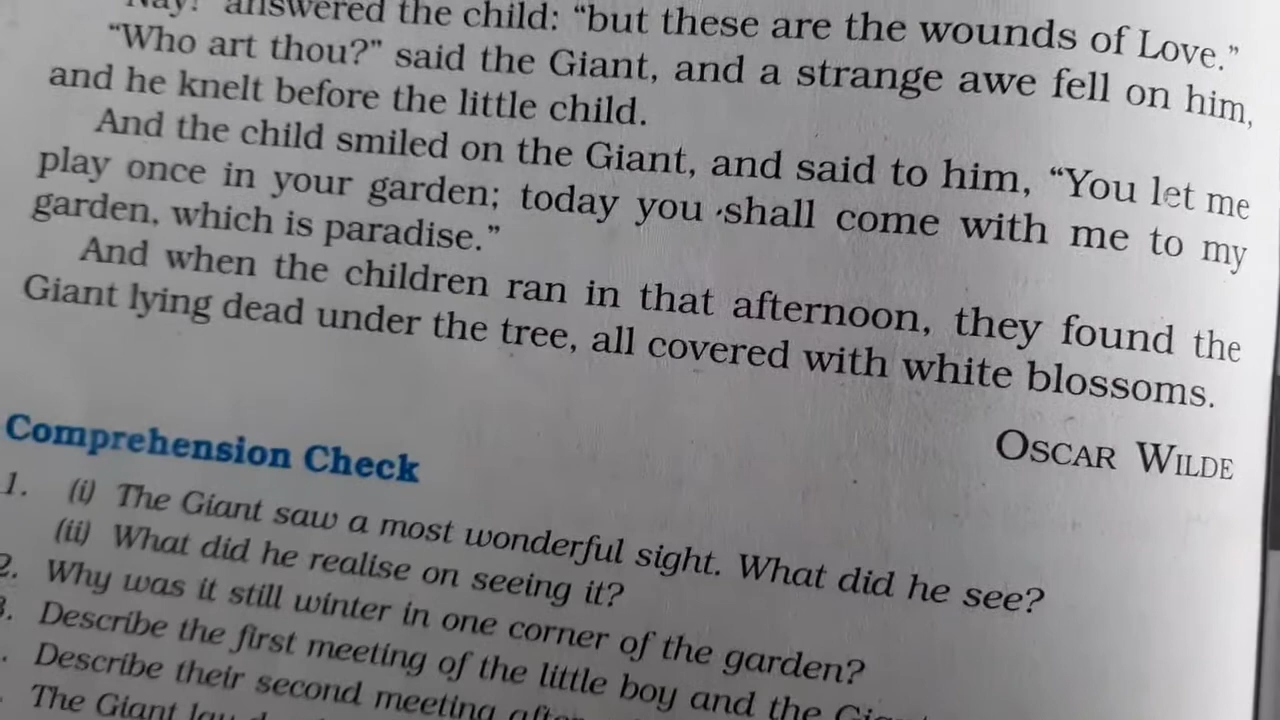 answered the child: “but these are the wounds of Love.”
“Who art thou?” said the Giant, and a strange awe fell on him,
and he knelt before the little child.
And the child smiled on the Giant, and said to him, “You let me
play once in your garden; today you shall come with me to my
garden, which is paradise.”
And when the children ran in that afternoon, they found the
Giant lying dead under the tree, all covered with white blossoms.
OSCAR WILDE
Comprehension Check
1. (i) The Giant saw a most wonderful sight. What did he see?
(ii) What did he realise on seeing it?
2. Why was it still winter in one corner of the garden?
3. Describe the first meeting of the little boy and the
Describe their second meeting
The Giant